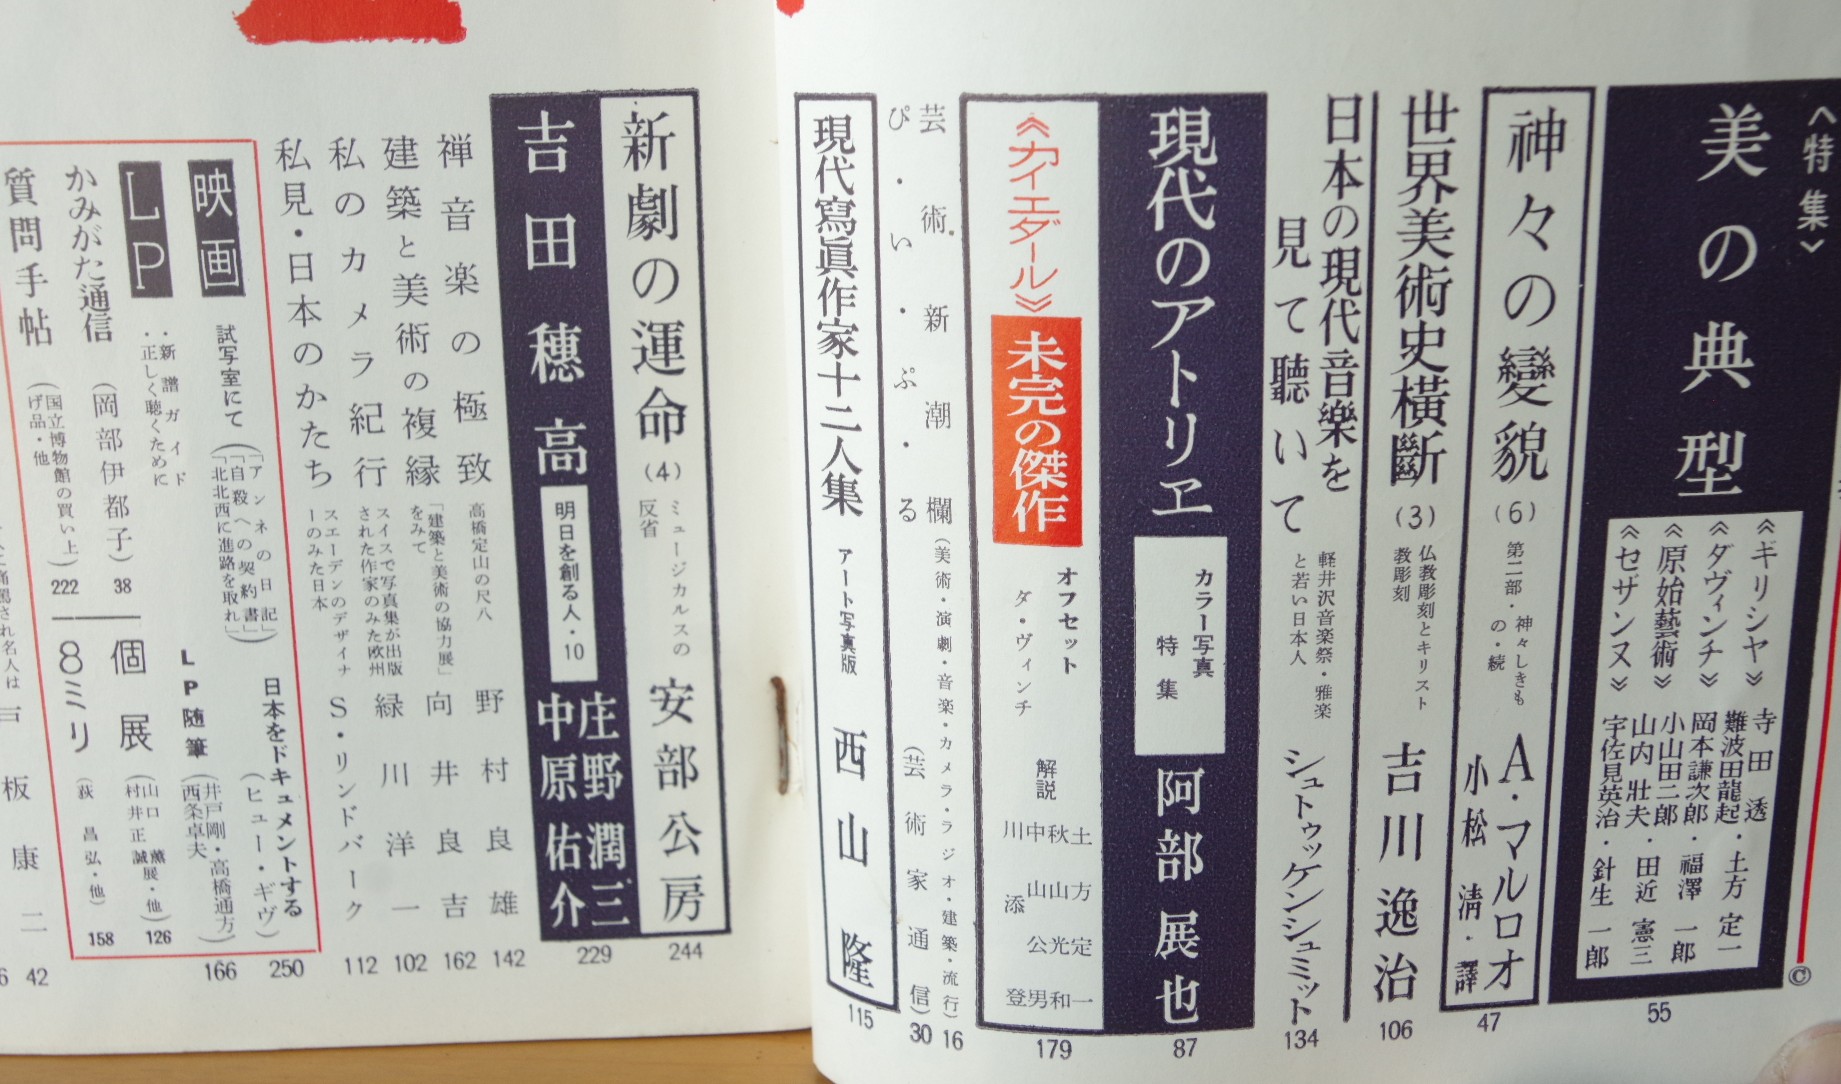 〈特集〉
美の典型
《ギリシヤ》寺田 透・土方 定一
《ダヴィンチ》難波田龍起
《原始藝術》岡本謙次郎・福澤 一郎
小山田二郎
《セザンヌ》山内 壯夫・田近 憲三
宇佐見英治・針生 一郎
55
神々の變貌
(6)
第二部・神々しきも
の・続
A・マルロオ
小松 淸・譯
47
世界美術史橫斷
(3)
仏教彫刻とキリスト
教彫刻
吉川逸治
106
日本の現代音樂を
見て聽いて
軽井沢音楽祭・雅楽
と若い日本人
シュトゥッケンシュミット
134
現代のアトリエ
カラー写真
特集
阿部展也
87
《カイエダール》
未完の傑作
オフセット
ダ・ヴィンチ
解説
土方定一
秋山光和
中山公男
川添登
179
芸術新潮欄
(美術・演劇・音楽・カメラ・ラジオ・建築・流行)
16
ぴ・い・ぷ・る
(芸術家通信)
30
現代寫眞作家十二人集
アート写真版
西山 隆
115
新劇の運命
(4)
ミュージカルスの
反省
安部公房
244
吉田穂高
明日を創る人・10
庄野潤三
中原佑介
229
禅音楽の極致
高橋定山の尺八
野村良雄
142
建築と美術の複縁
「建築と美術の協力展」
をみて
向井良吉
162
私のカメラ紀行
スイスで写真集が出版
された作家のみた欧州
緑川洋一
102
私見・日本のかたち
スエーデンのデザイナ
ーのみた日本
S・リンドバーク
112
映画
試写室にて
(「アンネの日記」
「自殺への契約書」
「北北西に進路を取れ」)
日本をドキュメントする
(ヒュー・ギヴ)
250
LP
・新譜ガイド
・正しく聴くために
LP随筆
(井戸剛・高橋通方)
西条卓夫
166
かみがた通信
(岡部伊都子)
38
個展
(山口 薫展・他)
村井正誠
126
質問手帖
(国立博物館の買い上)
げ品・他
222
8ミリ
(荻 昌弘・他)
158
戸板康二
42
©